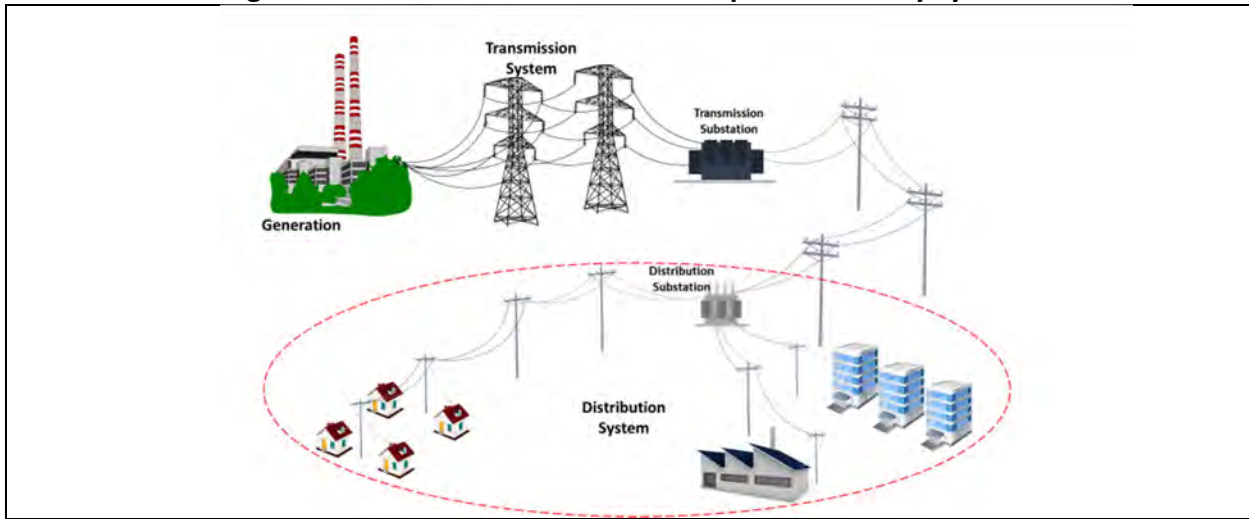 Transmission
System
Transmission
Substation
Generation
Distribution
Substation
Distribution
System